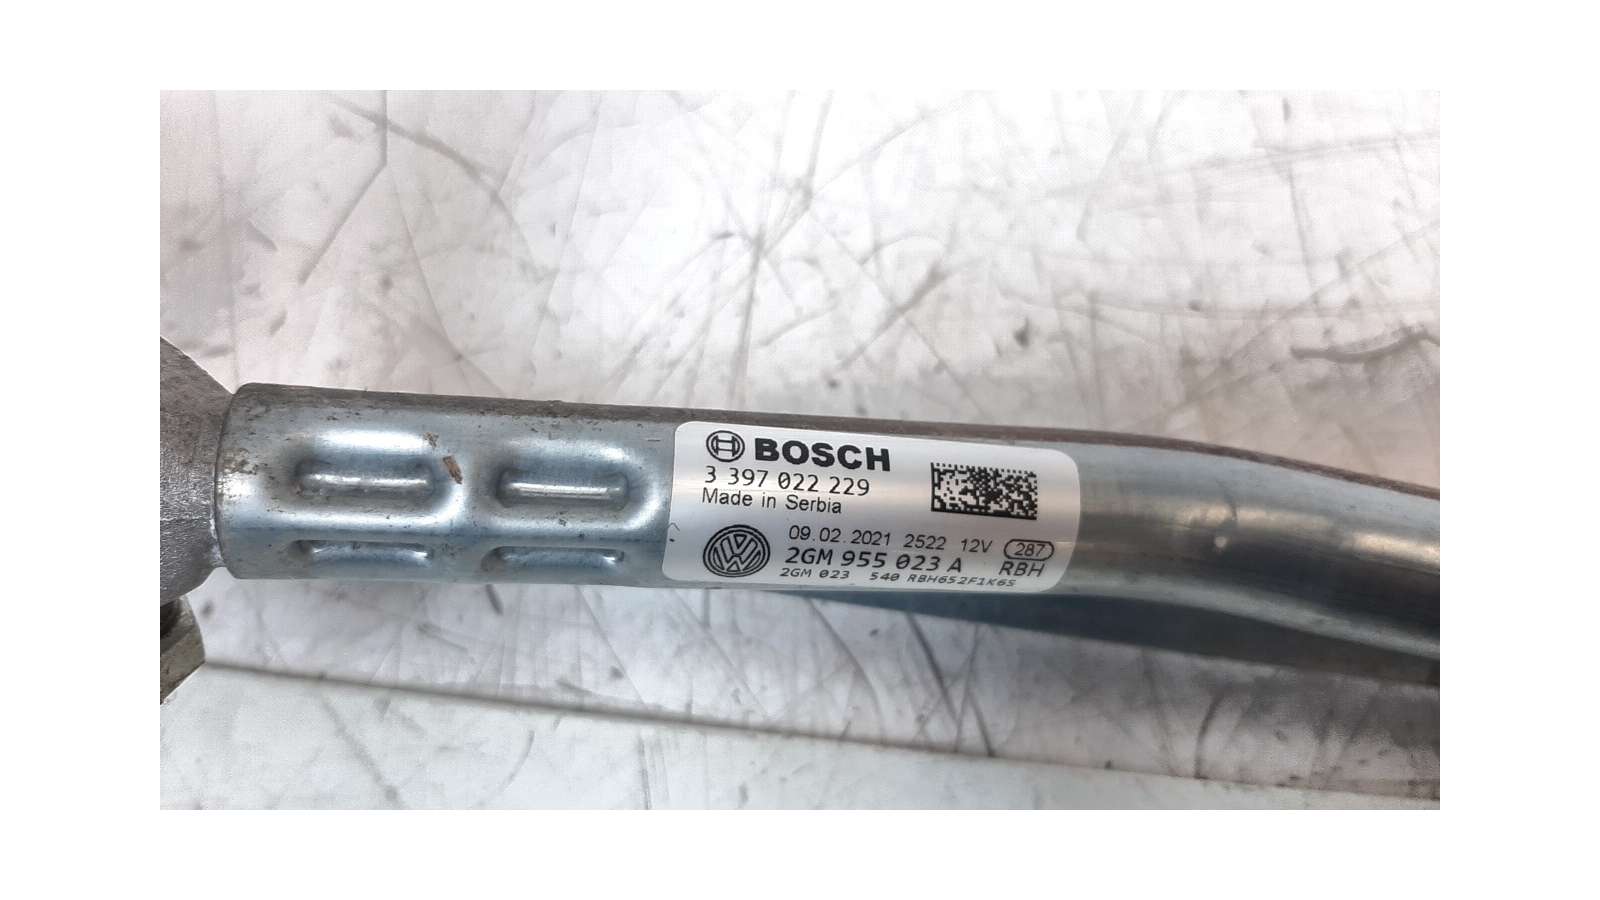 BOSCH
3 397 022 229
Made in Serbia
09.02.2021 2522 12V 287
2GM 955 023 A RBH
2GM 023 540 RBH652F1K6S